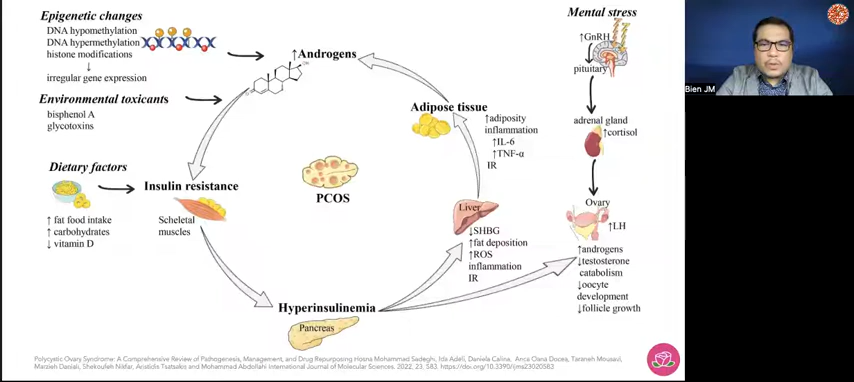 Epigenetic changes
DNA hypomethylation
DNA hypermethylation
histone modifications
↓
irregular gene expression
Environmental toxicants
bisphenol A
glycotoxins
Dietary factors
↑ fat food intake
↑ carbohydrates
↓ vitamin D
↑Androgens
Insulin resistance
Scheletal
muscles
PCOS
Hyperinsulinemia
Pancreas
Adipose tissue
↑adiposity
inflammation
↑IL-6
↑TNF-α
IR
Liver
↓SHBG
↑fat deposition
↑ROS
inflammation
IR
Mental stress
↑GnRH
pituitary
adrenal gland
↑cortisol
Ovary
↑LH
↑androgens
↓testosterone
catabolism
↓oocyte
development
↓follicle growth
Bien JM
Polycystic Ovary Syndrome: A Comprehensive Review of Pathogenesis, Management, and Drug Repurposing Hosna Mohammad Sadeghi, Ida Adeli, Daniela Calina, Anca Oana Docea, Taraneh Mousavi,
Marzieh Daniali, Shekoufeh Nikfar, Aristidis Tsatsakis and Mohammad Abdollahi International Journal of Molecular Sciences. 2022, 23, 583. https://doi.org/10.3390/ijms23020583